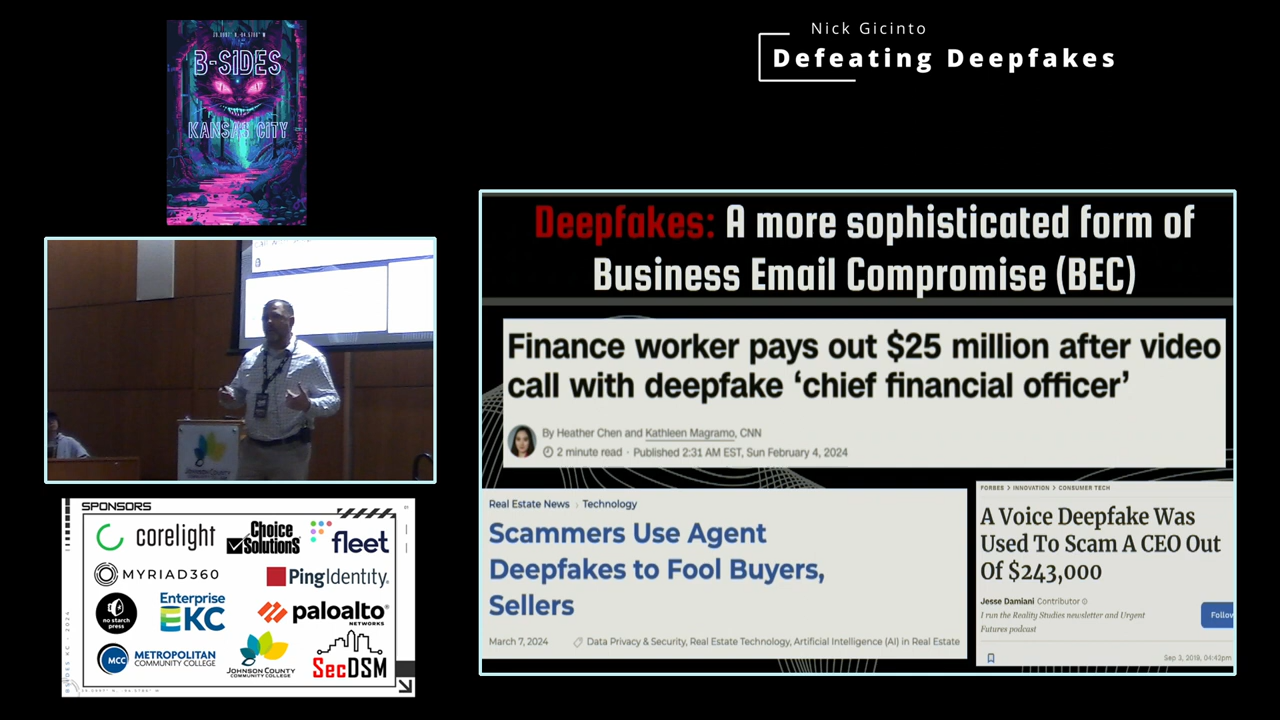 B-SIDES
KANSAS CITY
Nick Gicinto
Defeating Deepfakes
JOHNSON COUNTY
SPONSORS
corelight
Choice
SolutionS
fleet
MYRIAD360
PingIdentity
no starch
press
Enterprise
EKC
paloalto
NETWORKS
MCC
METROPOLITAN
COMMUNITY COLLEGE
JOHNSON COUNTY
COMMUNITY COLLEGE
SecDSM
Deepfakes: A more sophisticated form of
Business Email Compromise (BEC)
Finance worker pays out $25 million after video
call with deepfake ‘chief financial officer’
By Heather Chen and Kathleen Magramo, CNN
2 minute read · Published 2:31 AM EST, Sun February 4, 2024
Real Estate News › Technology
Scammers Use Agent
Deepfakes to Fool Buyers,
Sellers
March 7, 2024 Data Privacy & Security, Real Estate Technology, Artificial Intelligence (AI) in Real Estate
FORBES > INNOVATION > CONSUMER TECH
A Voice Deepfake Was
Used To Scam A CEO Out
Of $243,000
Jesse Damiani Contributor
I run the Reality Studies newsletter and Urgent
Futures podcast
Follow
Sep 3, 2019, 04:42pm